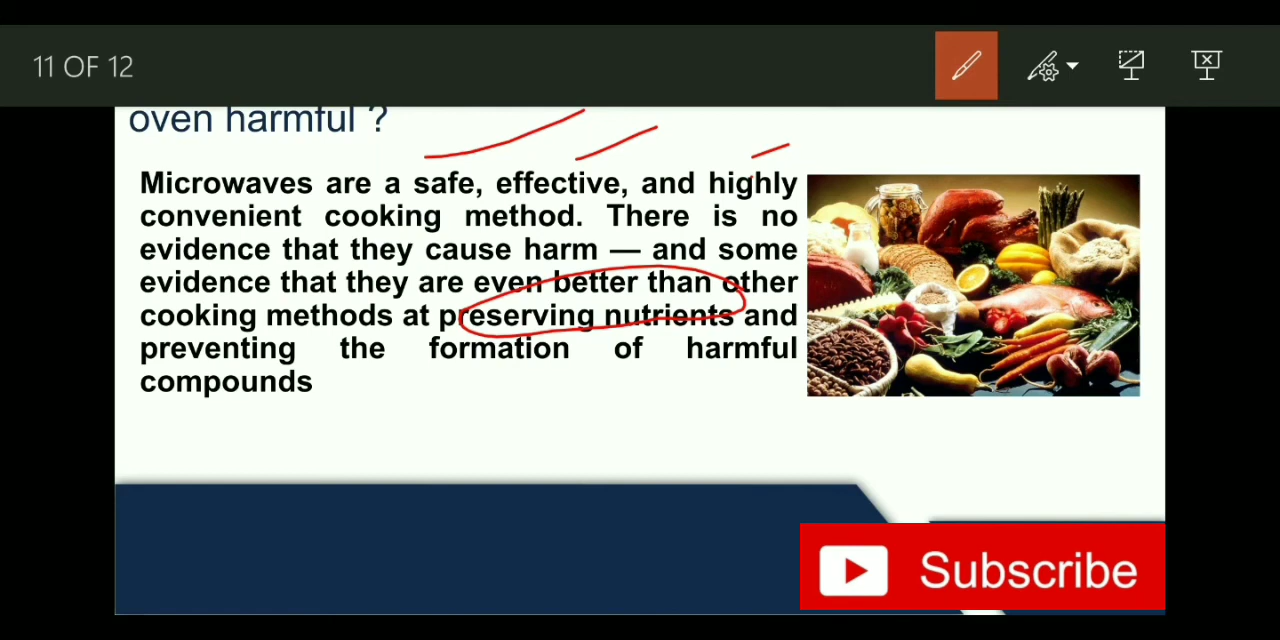 11 OF 12
oven harmful ?
Microwaves are a safe, effective, and highly
convenient cooking method. There is no
evidence that they cause harm — and some
evidence that they are even better than other
cooking methods at preserving nutrients and
preventing the formation of harmful
compounds
Subscribe